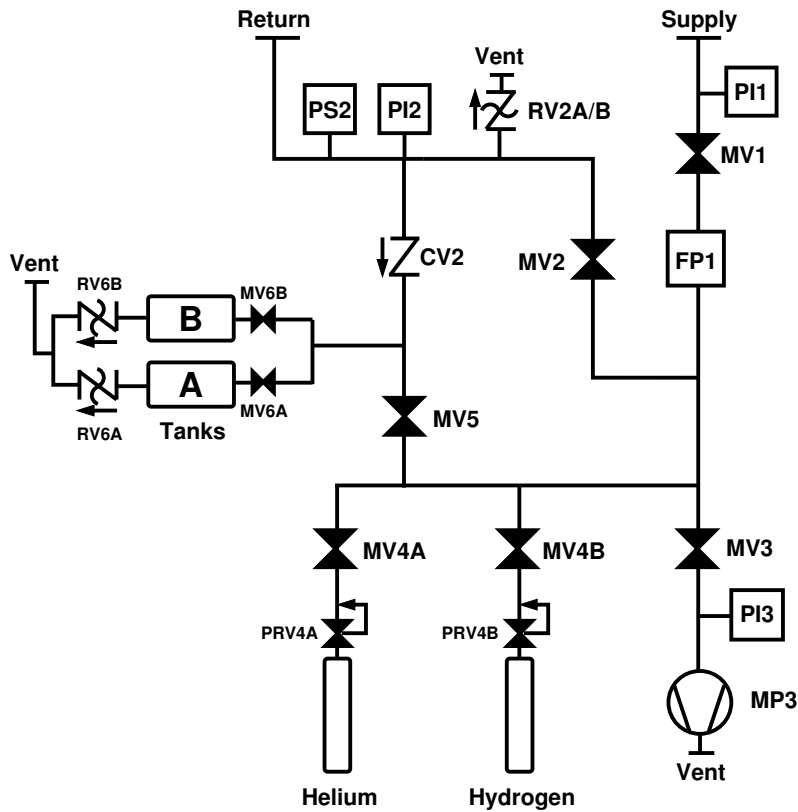 Return
Supply
Vent
PS2
PI2
RV2A/B
PI1
MV1
CV2
MV2
FP1
Vent
RV6B
B
MV6B
A
MV6A
RV6A
Tanks
MV5
MV4A
MV4B
MV3
PRV4A
PRV4B
PI3
MP3
Vent
Helium
Hydrogen